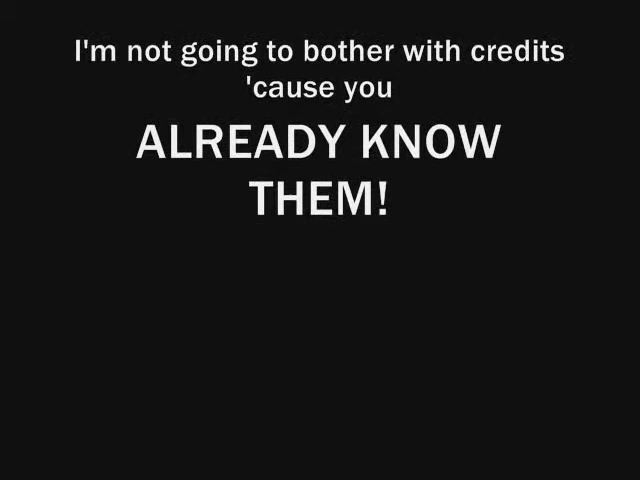 I'm not going to bother with credits
'cause you
ALREADY KNOW
THEM!